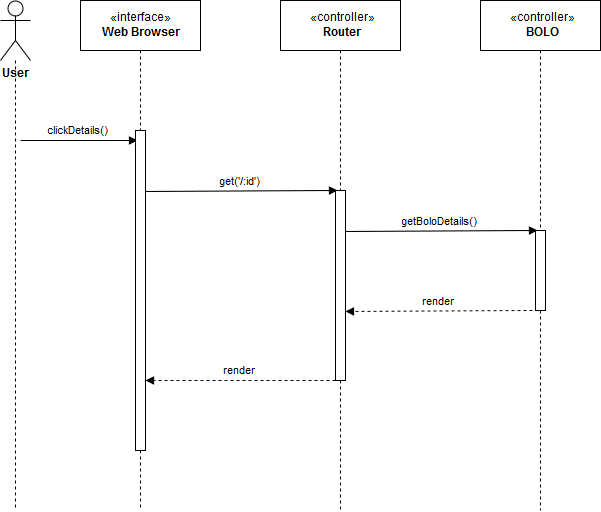 «interface»
Web Browser
«controller»
Router
«controller»
BOLO
User
clickDetails()
get('/:id')
getBoloDetails()
render
render